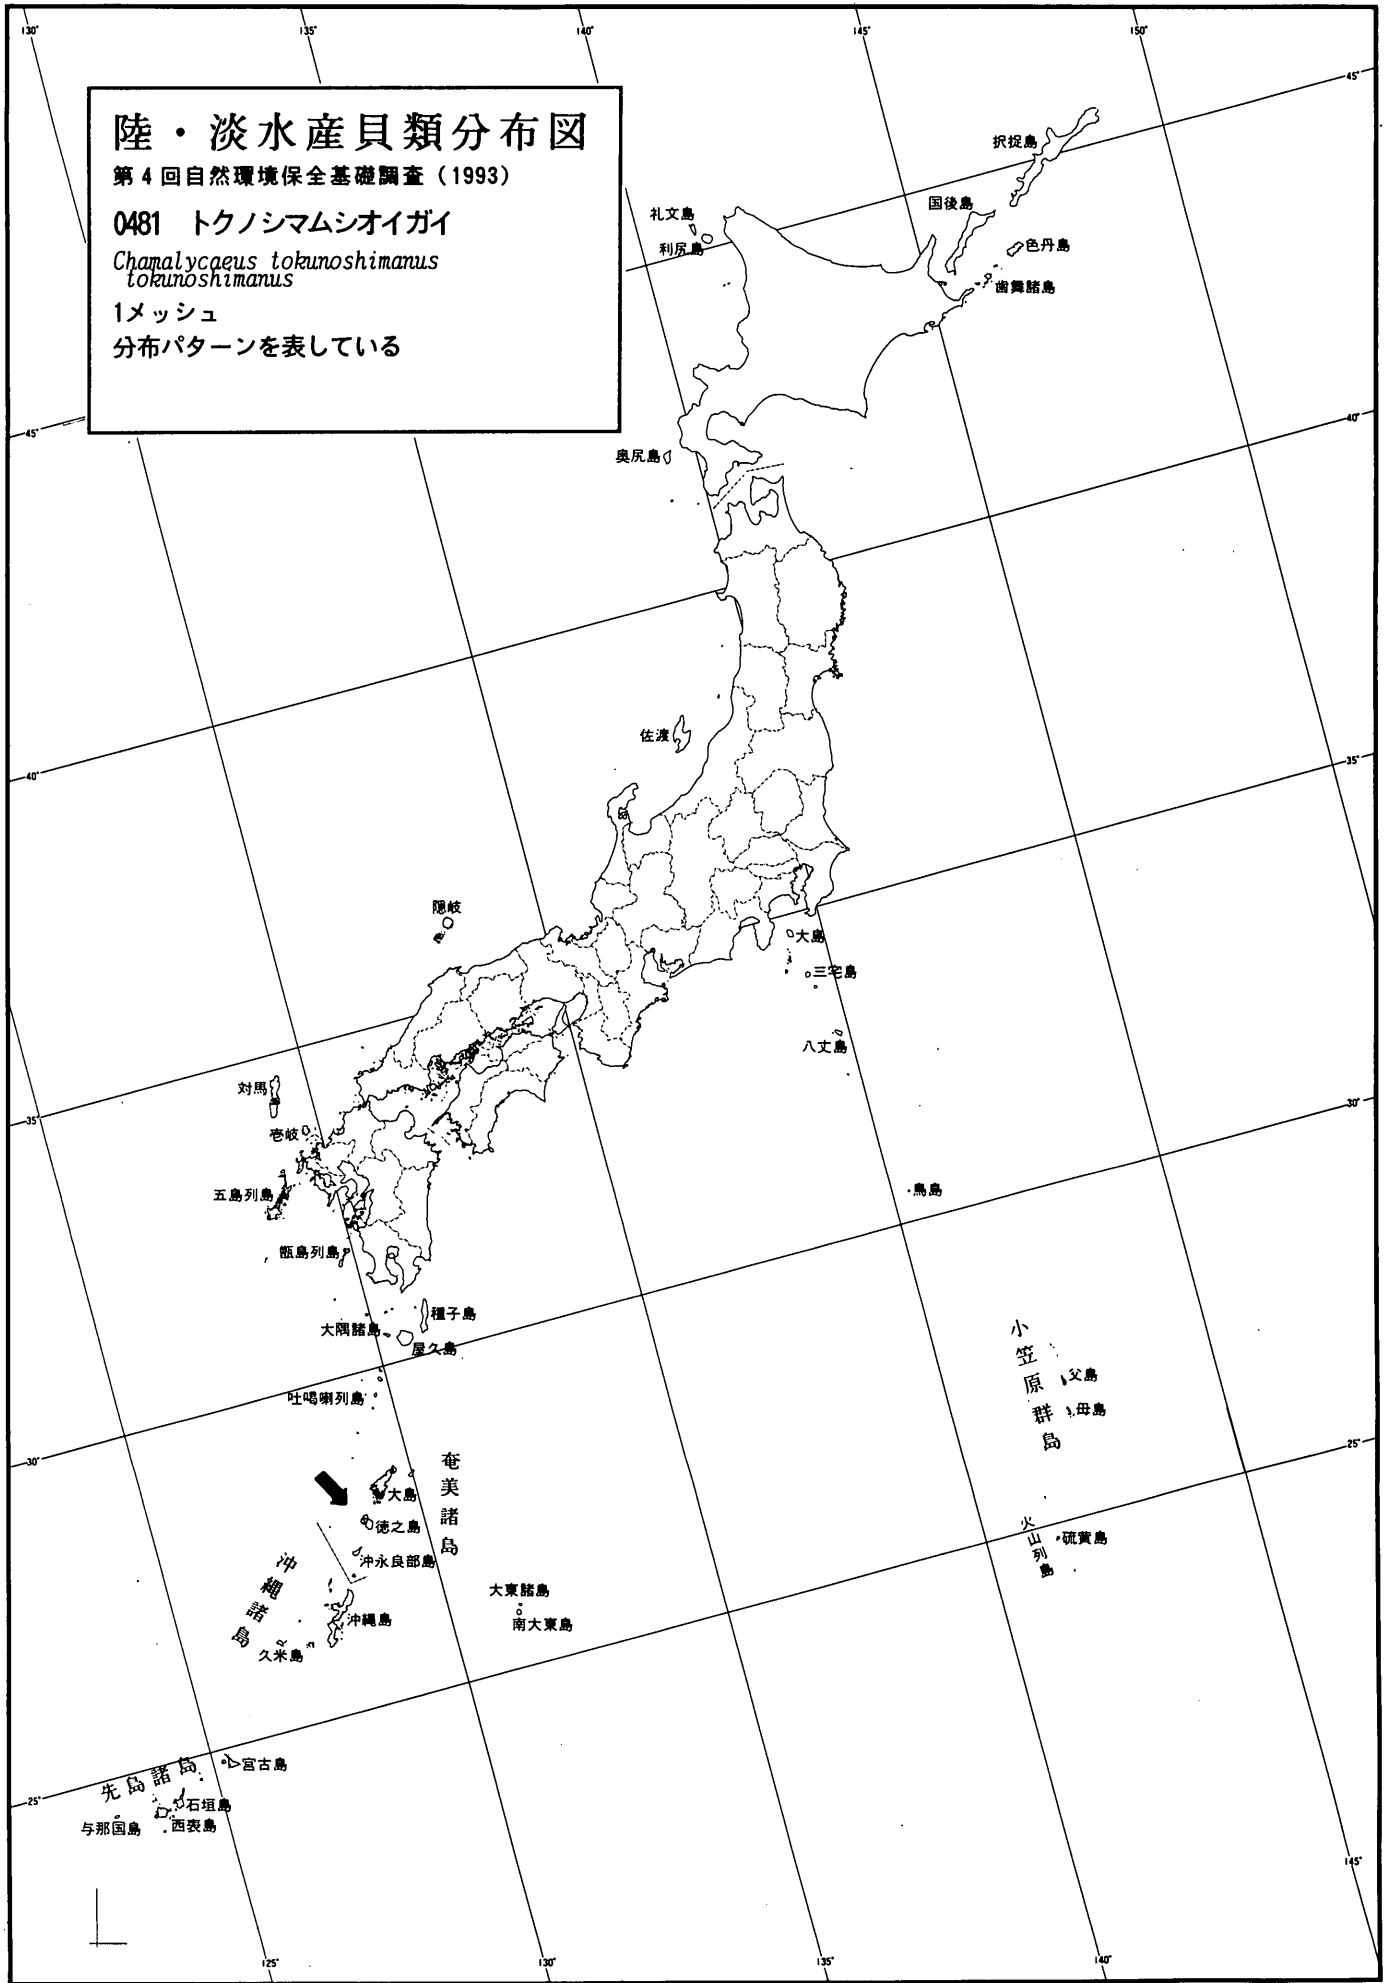 130°
135°
140°
145°
150°
陸・淡水産貝類分布図
第4回自然環境保全基礎調査（1993）
0481 トクノシマムシオイガイ
Chamalycaeus tokunoshimanus
tokunoshimanus
1メッシュ
分布パターンを表している
45°
択捉島
国後島
礼文島
利尻島
色丹島
歯舞諸島
40°
45°
奥尻島
佐渡
35°
40°
隠岐
大島
三宅島
八丈島
対馬
30°
35°
壱岐
五島列島
鳥島
甑島列島
種子島
大隅諸島
屋久島
小笠原群島
父島
吐噶喇列島
母島
25°
30°
奄美諸島
大島
徳之島
火山列島
硫黄島
沖永良部島
沖縄諸島
大東諸島
沖縄島
南大東島
久米島
先島諸島
宮古島
25°
石垣島
与那国島
西表島
145°
125°
130°
135°
140°